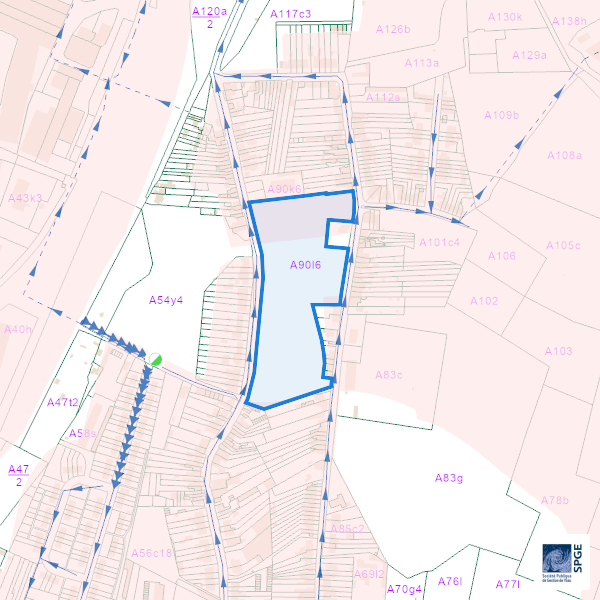 A120a
2
A117c3
A126b
A130k
A138h
A113a
A129a
A112s
A109b
A108a
A43k3
A90k6
A101c4
A106
A105c
A90l6
A54y4
A102
A40h
A103
A83c
A47t2
A58s
A47
2
A83g
A78b
A85c2
A56c18
A69l2
A70g4
A76l
A77l
SPGE
Société Publique
de Gestion de l'Eau